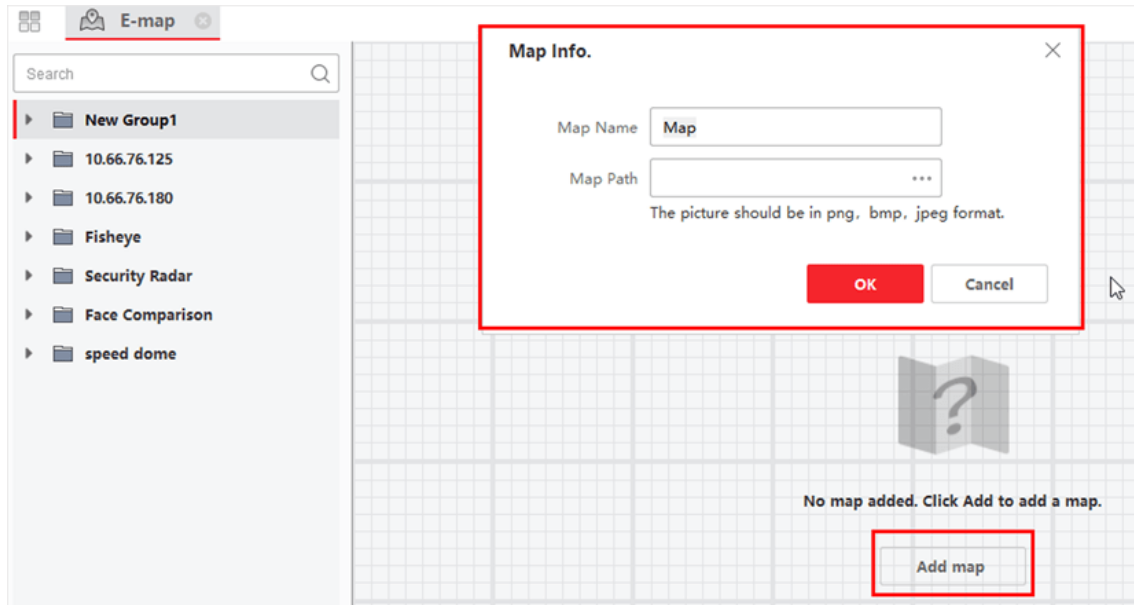 E-map
Search
New Group1
10.66.76.125
10.66.76.180
Fisheye
Security Radar
Face Comparison
speed dome
Map Info.
Map Name Map
Map Path ...
The picture should be in png, bmp, jpeg format.
OK Cancel
?
No map added. Click Add to add a map.
Add map